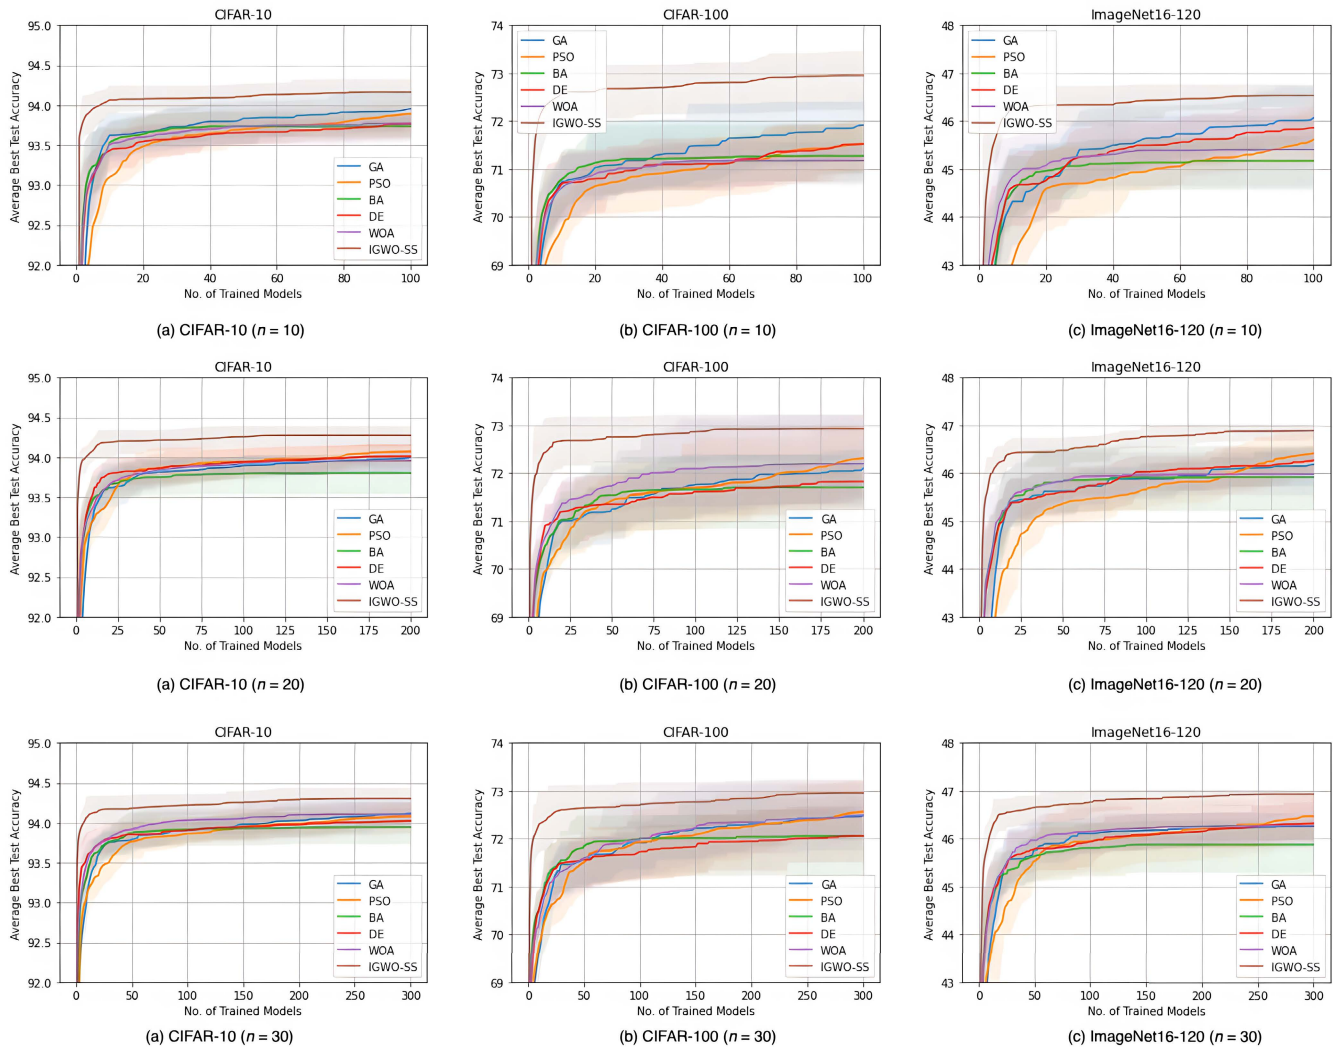 CIFAR-10
95.0
94.5
94.0
93.5
93.0
92.5
92.0
Average Best Test Accuracy
GA
PSO
BA
DE
WOA
IGWO-SS
0 20 40 60 80 100
No. of Trained Models
(a) CIFAR-10 (n = 10)
CIFAR-100
74
73
72
71
70
69
Average Best Test Accuracy
GA
PSO
BA
DE
WOA
IGWO-SS
0 20 40 60 80 100
No. of Trained Models
(b) CIFAR-100 (n = 10)
ImageNet16-120
48
47
46
45
44
43
Average Best Test Accuracy
GA
PSO
BA
DE
WOA
IGWO-SS
0 20 40 60 80 100
No. of Trained Models
(c) ImageNet16-120 (n = 10)
CIFAR-10
95.0
94.5
94.0
93.5
93.0
92.5
92.0
Average Best Test Accuracy
GA
PSO
BA
DE
WOA
IGWO-SS
0 25 50 75 100 125 150 175 200
No. of Trained Models
(a) CIFAR-10 (n = 20)
CIFAR-100
74
73
72
71
70
69
Average Best Test Accuracy
GA
PSO
BA
DE
WOA
IGWO-SS
0 25 50 75 100 125 150 175 200
No. of Trained Models
(b) CIFAR-100 (n = 20)
ImageNet16-120
48
47
46
45
44
43
Average Best Test Accuracy
GA
PSO
BA
DE
WOA
IGWO-SS
0 25 50 75 100 125 150 175 200
No. of Trained Models
(c) ImageNet16-120 (n = 20)
CIFAR-10
95.0
94.5
94.0
93.5
93.0
92.5
92.0
Average Best Test Accuracy
GA
PSO
BA
DE
WOA
IGWO-SS
0 50 100 150 200 250 300
No. of Trained Models
(a) CIFAR-10 (n = 30)
CIFAR-100
74
73
72
71
70
69
Average Best Test Accuracy
GA
PSO
BA
DE
WOA
IGWO-SS
0 50 100 150 200 250 300
No. of Trained Models
(b) CIFAR-100 (n = 30)
ImageNet16-120
48
47
46
45
44
43
Average Best Test Accuracy
GA
PSO
BA
DE
WOA
IGWO-SS
0 50 100 150 200 250 300
No. of Trained Models
(c) ImageNet16-120 (n = 30)